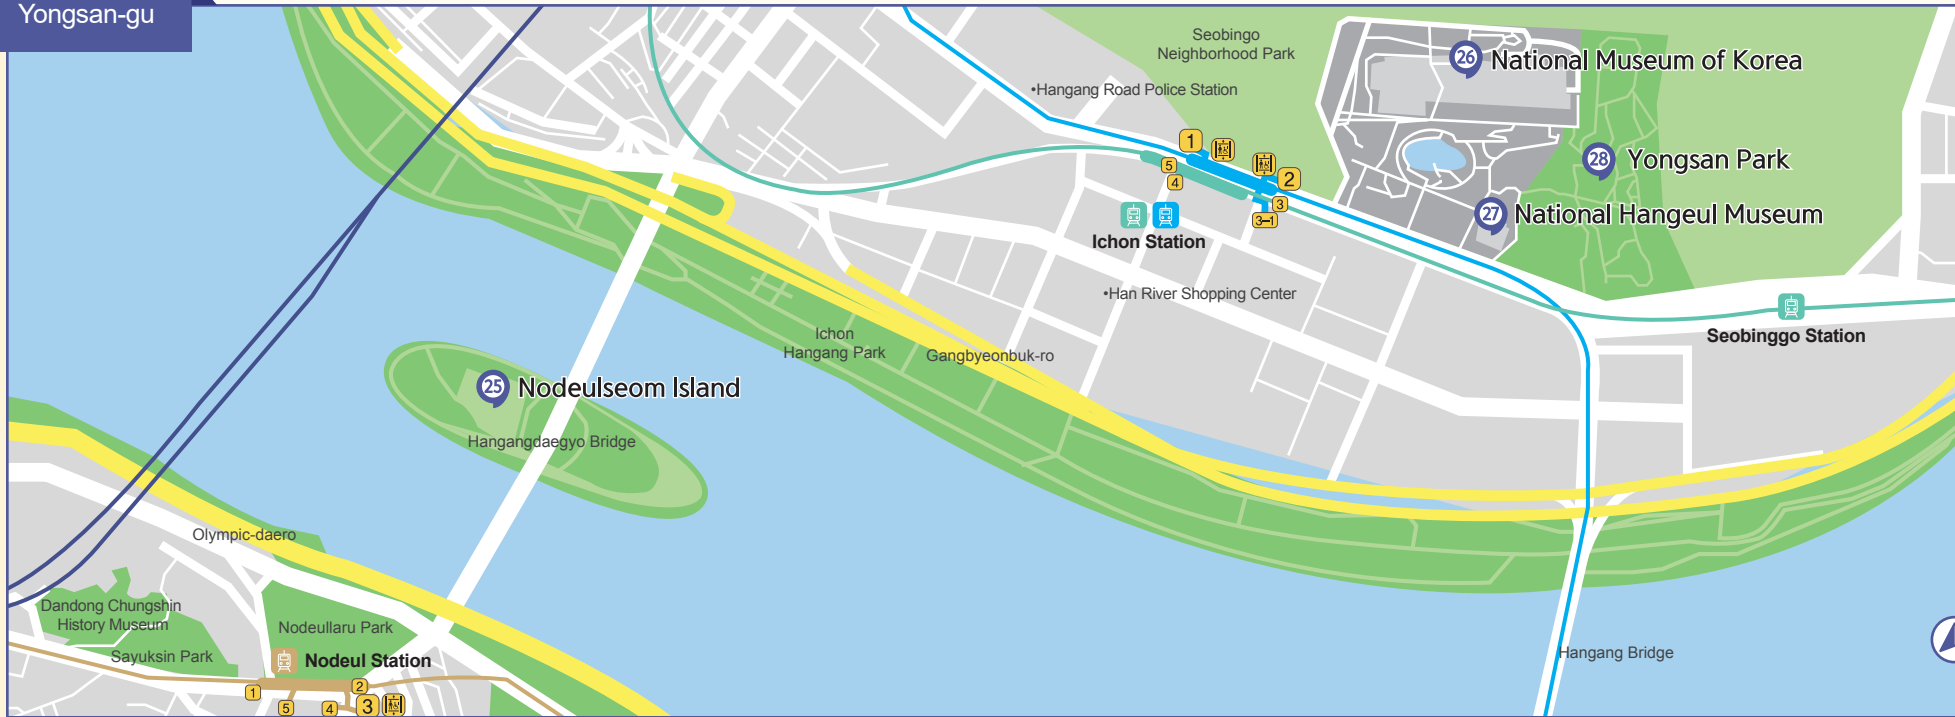 Yongsan-gu
Seobingo
Neighborhood Park
26 National Museum of Korea
•Hangang Road Police Station
1
2
5
4
3
3-1
28 Yongsan Park
27 National Hangeul Museum
Ichon Station
•Han River Shopping Center
Seobinggo Station
Ichon
Hangang Park
Gangbyeonbuk-ro
25 Nodeulseom Island
Hangangdaegyo Bridge
Olympic-daero
Dandong Chungshin
History Museum
Nodeullaru Park
Sayuksin Park
Nodeul Station
Hangang Bridge
1
2
5
4
3